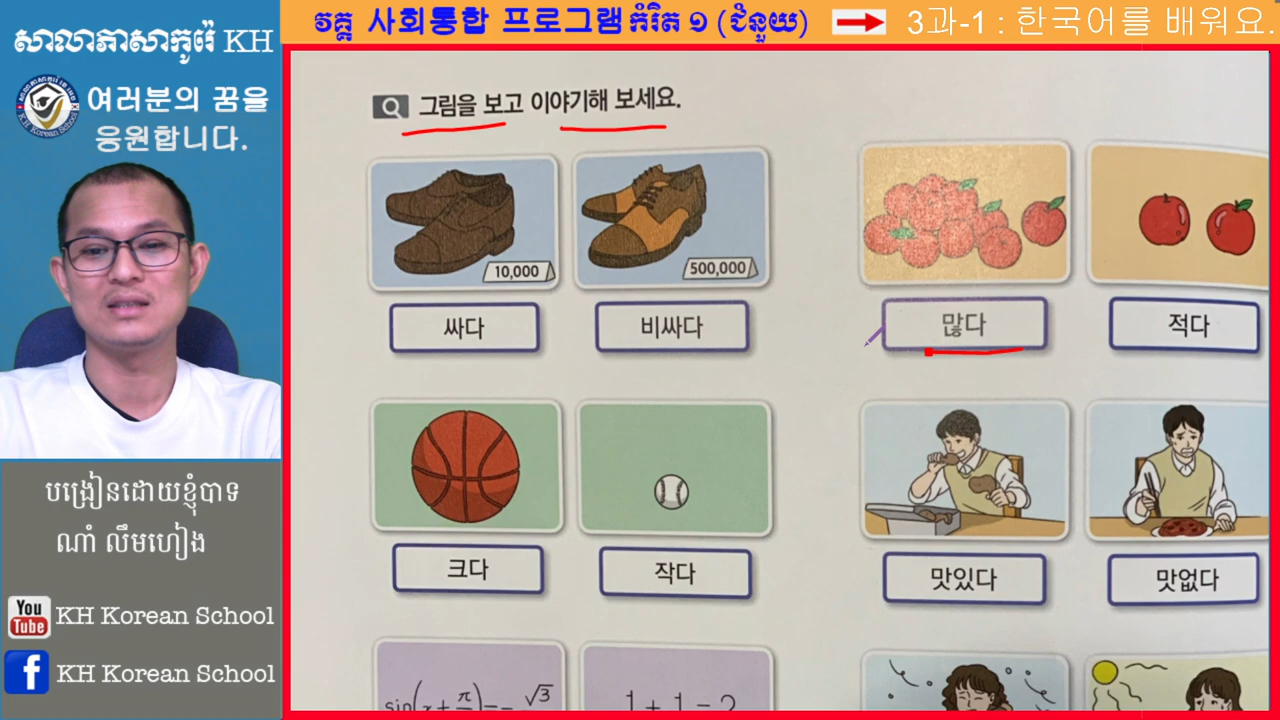 សាលាភាសាកូរ៉េ KH
여러분의 꿈을
응원합니다.
បង្រៀនដោយខ្ញុំបាទ
ណាំ លឹមហៀង
You
Tube
KH Korean School
f KH Korean School
វគ្គ 사회통합 프로그램 កំរិត ១ (ជំនួយ) 3과-1 : 한국어를 배워요.
그림을 보고 이야기해 보세요.
10,000
500,000
싸다
비싸다
많다
적다
크다
작다
맛있다
맛없다